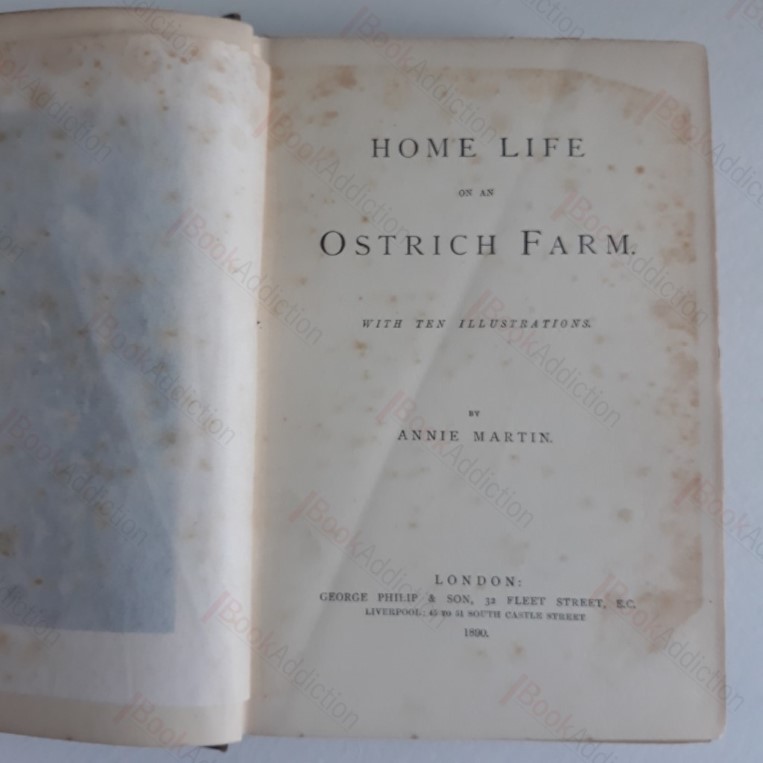 HOME LIFE
ON AN
OSTRICH FARM.
WITH TEN ILLUSTRATIONS.
BY
ANNIE MARTIN.
LONDON:
GEORGE PHILIP & SON, 32 FLEET STREET, E.C.
LIVERPOOL: 45 TO 51 SOUTH CASTLE STREET
1890.
BookAddiction